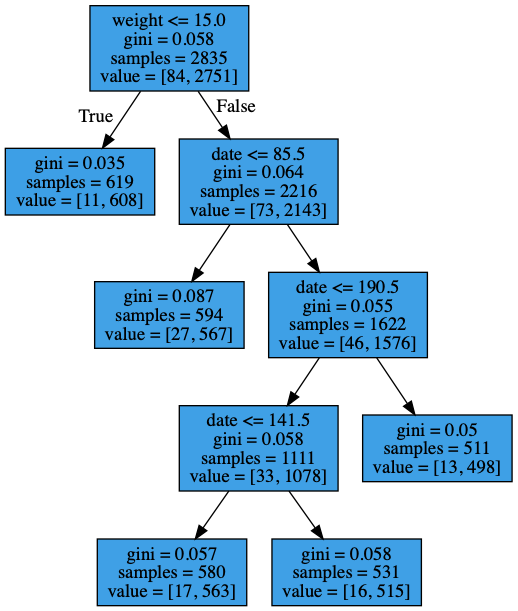 weight <= 15.0
gini = 0.058
samples = 2835
value = [84, 2751]
True
False
gini = 0.035
samples = 619
value = [11, 608]
date <= 85.5
gini = 0.064
samples = 2216
value = [73, 2143]
gini = 0.087
samples = 594
value = [27, 567]
date <= 190.5
gini = 0.055
samples = 1622
value = [46, 1576]
date <= 141.5
gini = 0.058
samples = 1111
value = [33, 1078]
gini = 0.05
samples = 511
value = [13, 498]
gini = 0.057
samples = 580
value = [17, 563]
gini = 0.058
samples = 531
value = [16, 515]